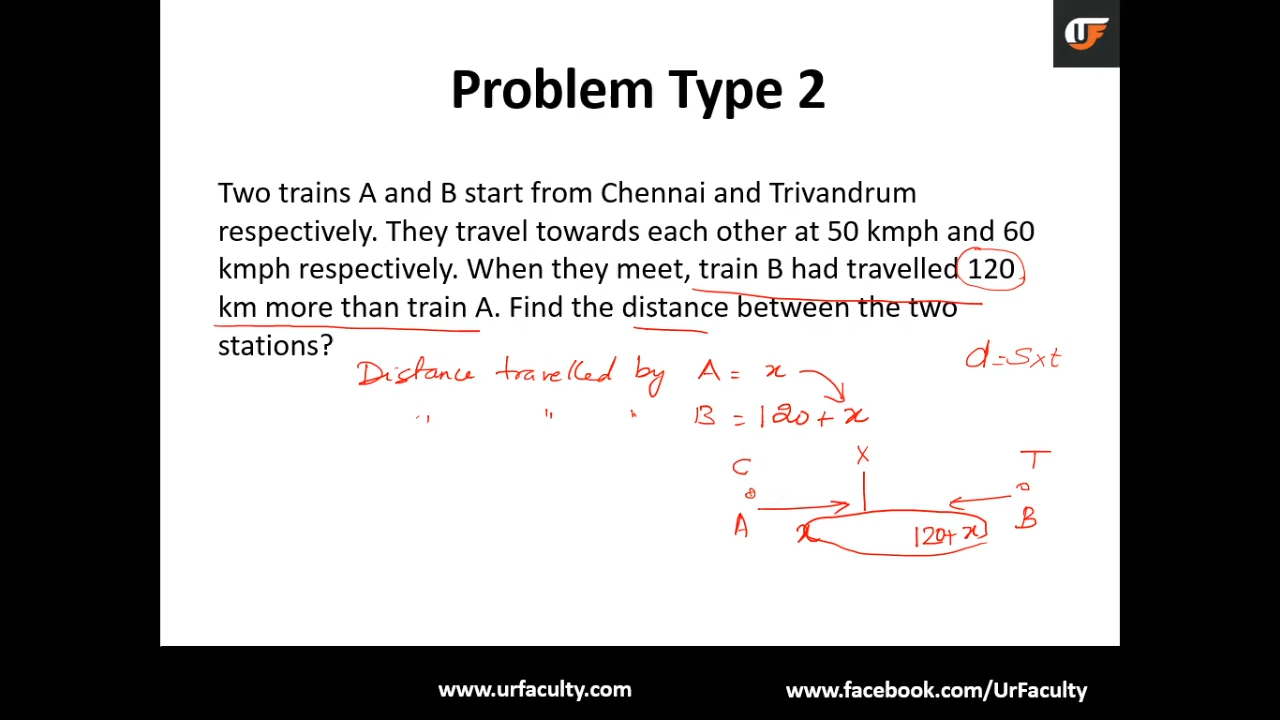 UF
Problem Type 2
Two trains A and B start from Chennai and Trivandrum
respectively. They travel towards each other at 50 kmph and 60
kmph respectively. When they meet, train B had travelled 120
km more than train A. Find the distance between the two
stations?
d=s×t
Distance travelled by A = x
" " " B = 120 + x
C X T
A B
x 120+x
www.urfaculty.com
www.facebook.com/UrFaculty